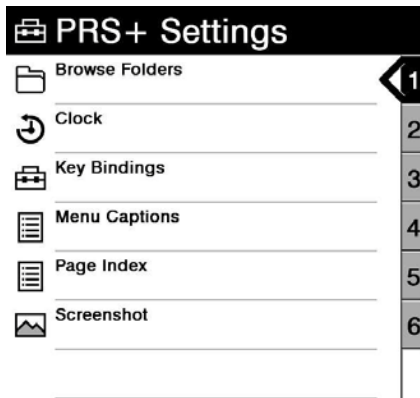 PRS+ Settings
Browse Folders
1
Clock
2
Key Bindings
3
Menu Captions
4
Page Index
5
Screenshot
6